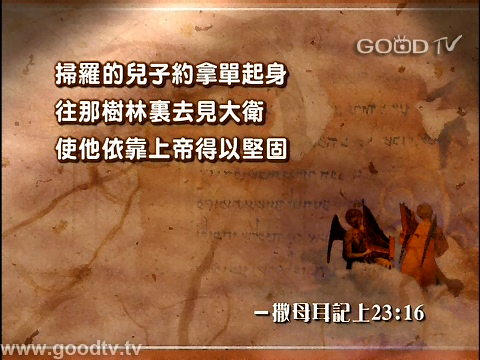 GOOD TV
掃羅的兒子約拿單起身
往那樹林裏去見大衛
使他依靠上帝得以堅固
一撒母耳記上23:16
www.goodtv.tv